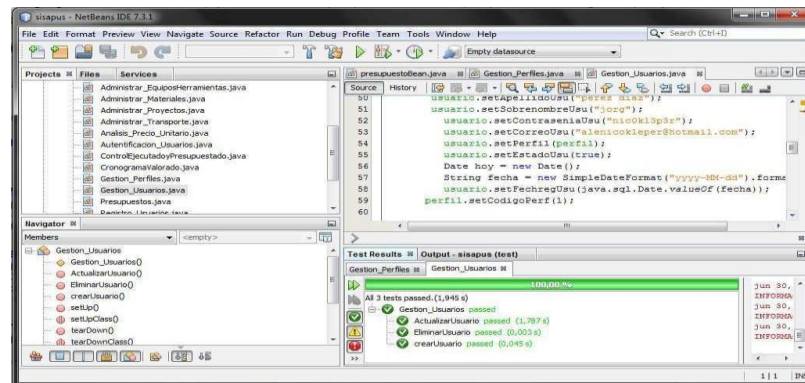 sisapus - NetBeans IDE 7.3.1
File Edit Format Preview View Navigate Source Refactor Run Debug Profile Team Tools Window Help
Search (Ctrl+I)
Empty datasource
Projects Files Services
Administrar_EquiposHerramientas.java
Administrar_Materiales.java
Administrar_Proyectos.java
Administrar_Transporte.java
Analisis_Precio_Unitario.java
Autentificacion_Usuarios.java
ControlEjecutadoyPresupuestado.java
CronogramaValorado.java
Gestion_Perfiles.java
Gestion_Usuarios.java
Presupuestos.java
Registro_Usuarios.java
Navigator
Members <empty>
Gestion_Usuarios
Gestion_Usuarios()
ActualizarUsuario()
EliminarUsuario()
crearUsuario()
setUp()
setUpClass()
tearDown()
tearDownClass()
presupuestoBean.java Gestion_Perfiles.java Gestion_Usuarios.java
Source History
50 usuario.setApellidoUsu("perez diaz");
51 usuario.setSobrenombreUsu("jorg");
52 usuario.setContraseniaUsu("nic0kl3p3r");
53 usuario.setCorreoUsu("alenicokleper@hotmail.com");
54 usuario.setPerfil(perfil);
55 usuario.setEstadoUsu(true);
56 Date hoy = new Date();
57 String fecha = new SimpleDateFormat("yyyy-MM-dd").forma
58 usuario.setFechregUsu(java.sql.Date.valueOf(fecha));
59 perfil.setCodigoPerf(1);
60
Test Results Output - sisapus (test)
Gestion_Perfiles Gestion_Usuarios
100,00 %
All 3 tests passed.(1,945 s)
Gestion_Usuarios passed
ActualizarUsuario passed (1,787 s)
EliminarUsuario passed (0,003 s)
crearUsuario passed (0,045 s)
jun 30,
INFORMA
jun 30,
INFORMA
jun 30,
INFORMA
1|1 INS